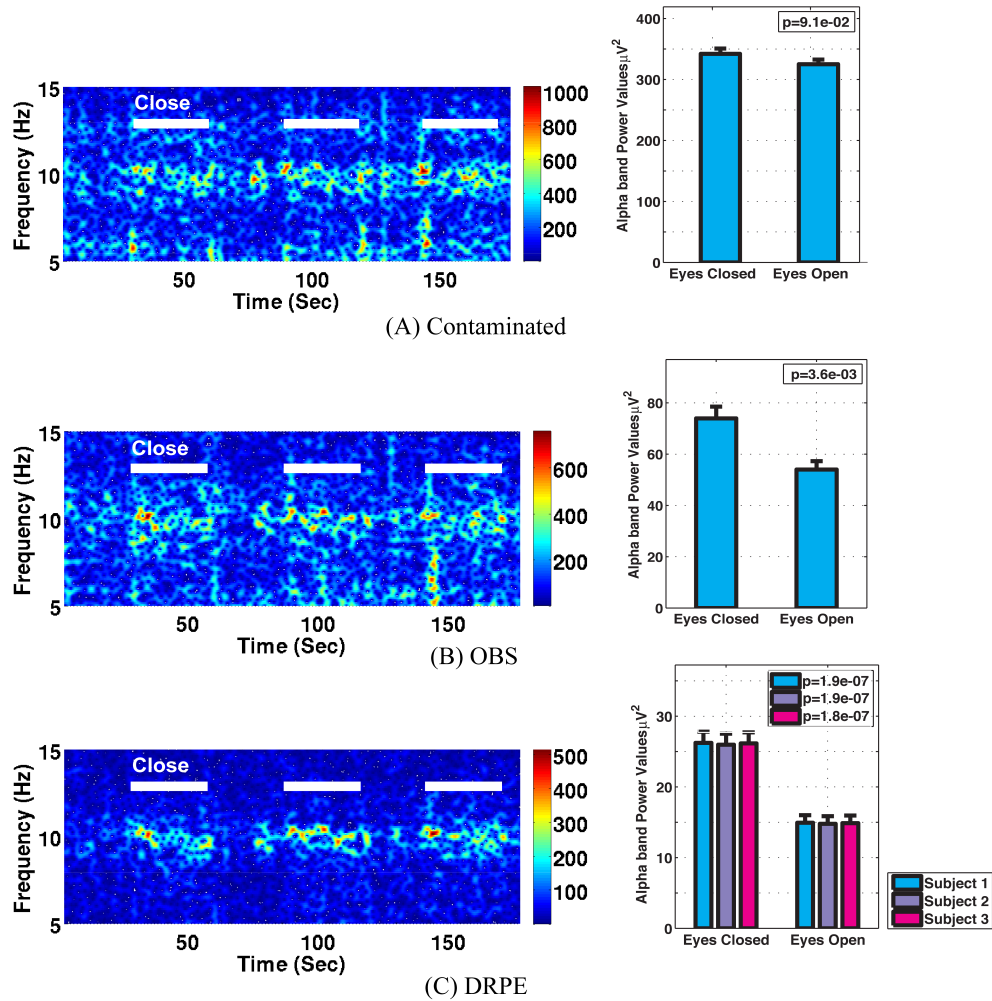 15
10
5
Frequency (Hz)
Close
50
100
150
Time (Sec)
1000
800
600
400
200
400
300
200
100
0
Alpha band Power ValuesµV2
p=9.1e-02
Eyes Closed Eyes Open
(A) Contaminated
15
10
5
Frequency (Hz)
Close
50
100
150
Time (Sec)
600
400
200
80
60
40
20
0
Alpha band Power ValuesµV2
p=3.6e-03
Eyes Closed Eyes Open
(B) OBS
15
10
5
Frequency (Hz)
Close
50
100
150
Time (Sec)
500
400
300
200
100
30
20
10
0
Alpha band Power ValuesµV2
p=1.9e-07
p=1.9e-07
p=1.8e-07
Eyes Closed Eyes Open
Subject 1
Subject 2
Subject 3
(C) DRPE